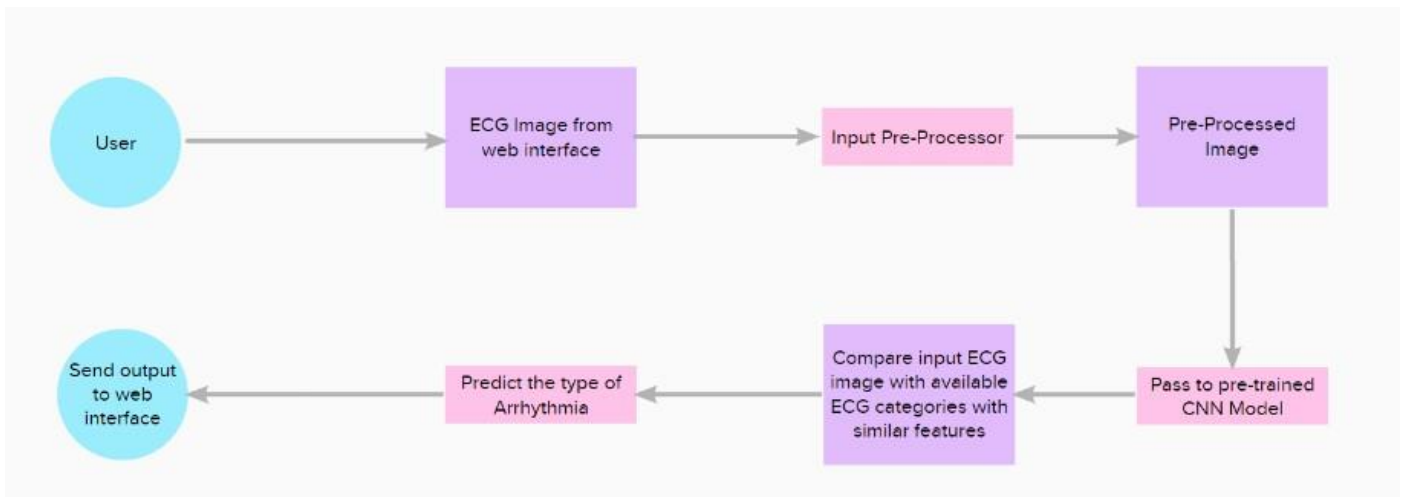 User
ECG Image from
web interface
Input Pre-Processor
Pre-Processed
Image
Pass to pre-trained
CNN Model
Compare input ECG
image with available
ECG categories with
similar features
Predict the type of
Arrhythmia
Send output
to web
interface